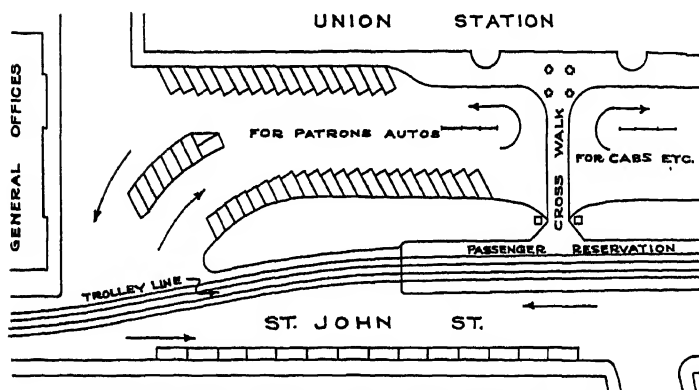 UNION STATION
GENERAL OFFICES
FOR PATRONS AUTOS
CROSS WALK
FOR CABS ETC.
PASSENGER RESERVATION
TROLLEY LINE
ST. JOHN ST.